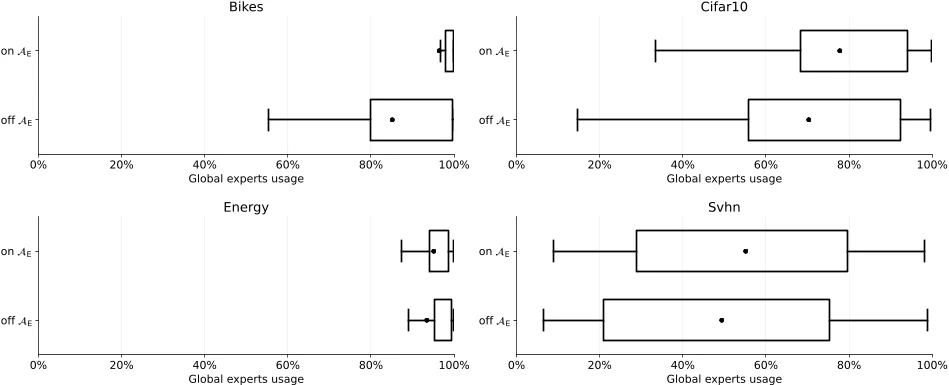 Bikes
on 𝒜E
off 𝒜E
0% 20% 40% 60% 80% 100%
Global experts usage
Cifar10
on 𝒜E
off 𝒜E
0% 20% 40% 60% 80% 100%
Global experts usage
Energy
on 𝒜E
off 𝒜E
0% 20% 40% 60% 80% 100%
Global experts usage
Svhn
on 𝒜E
off 𝒜E
0% 20% 40% 60% 80% 100%
Global experts usage